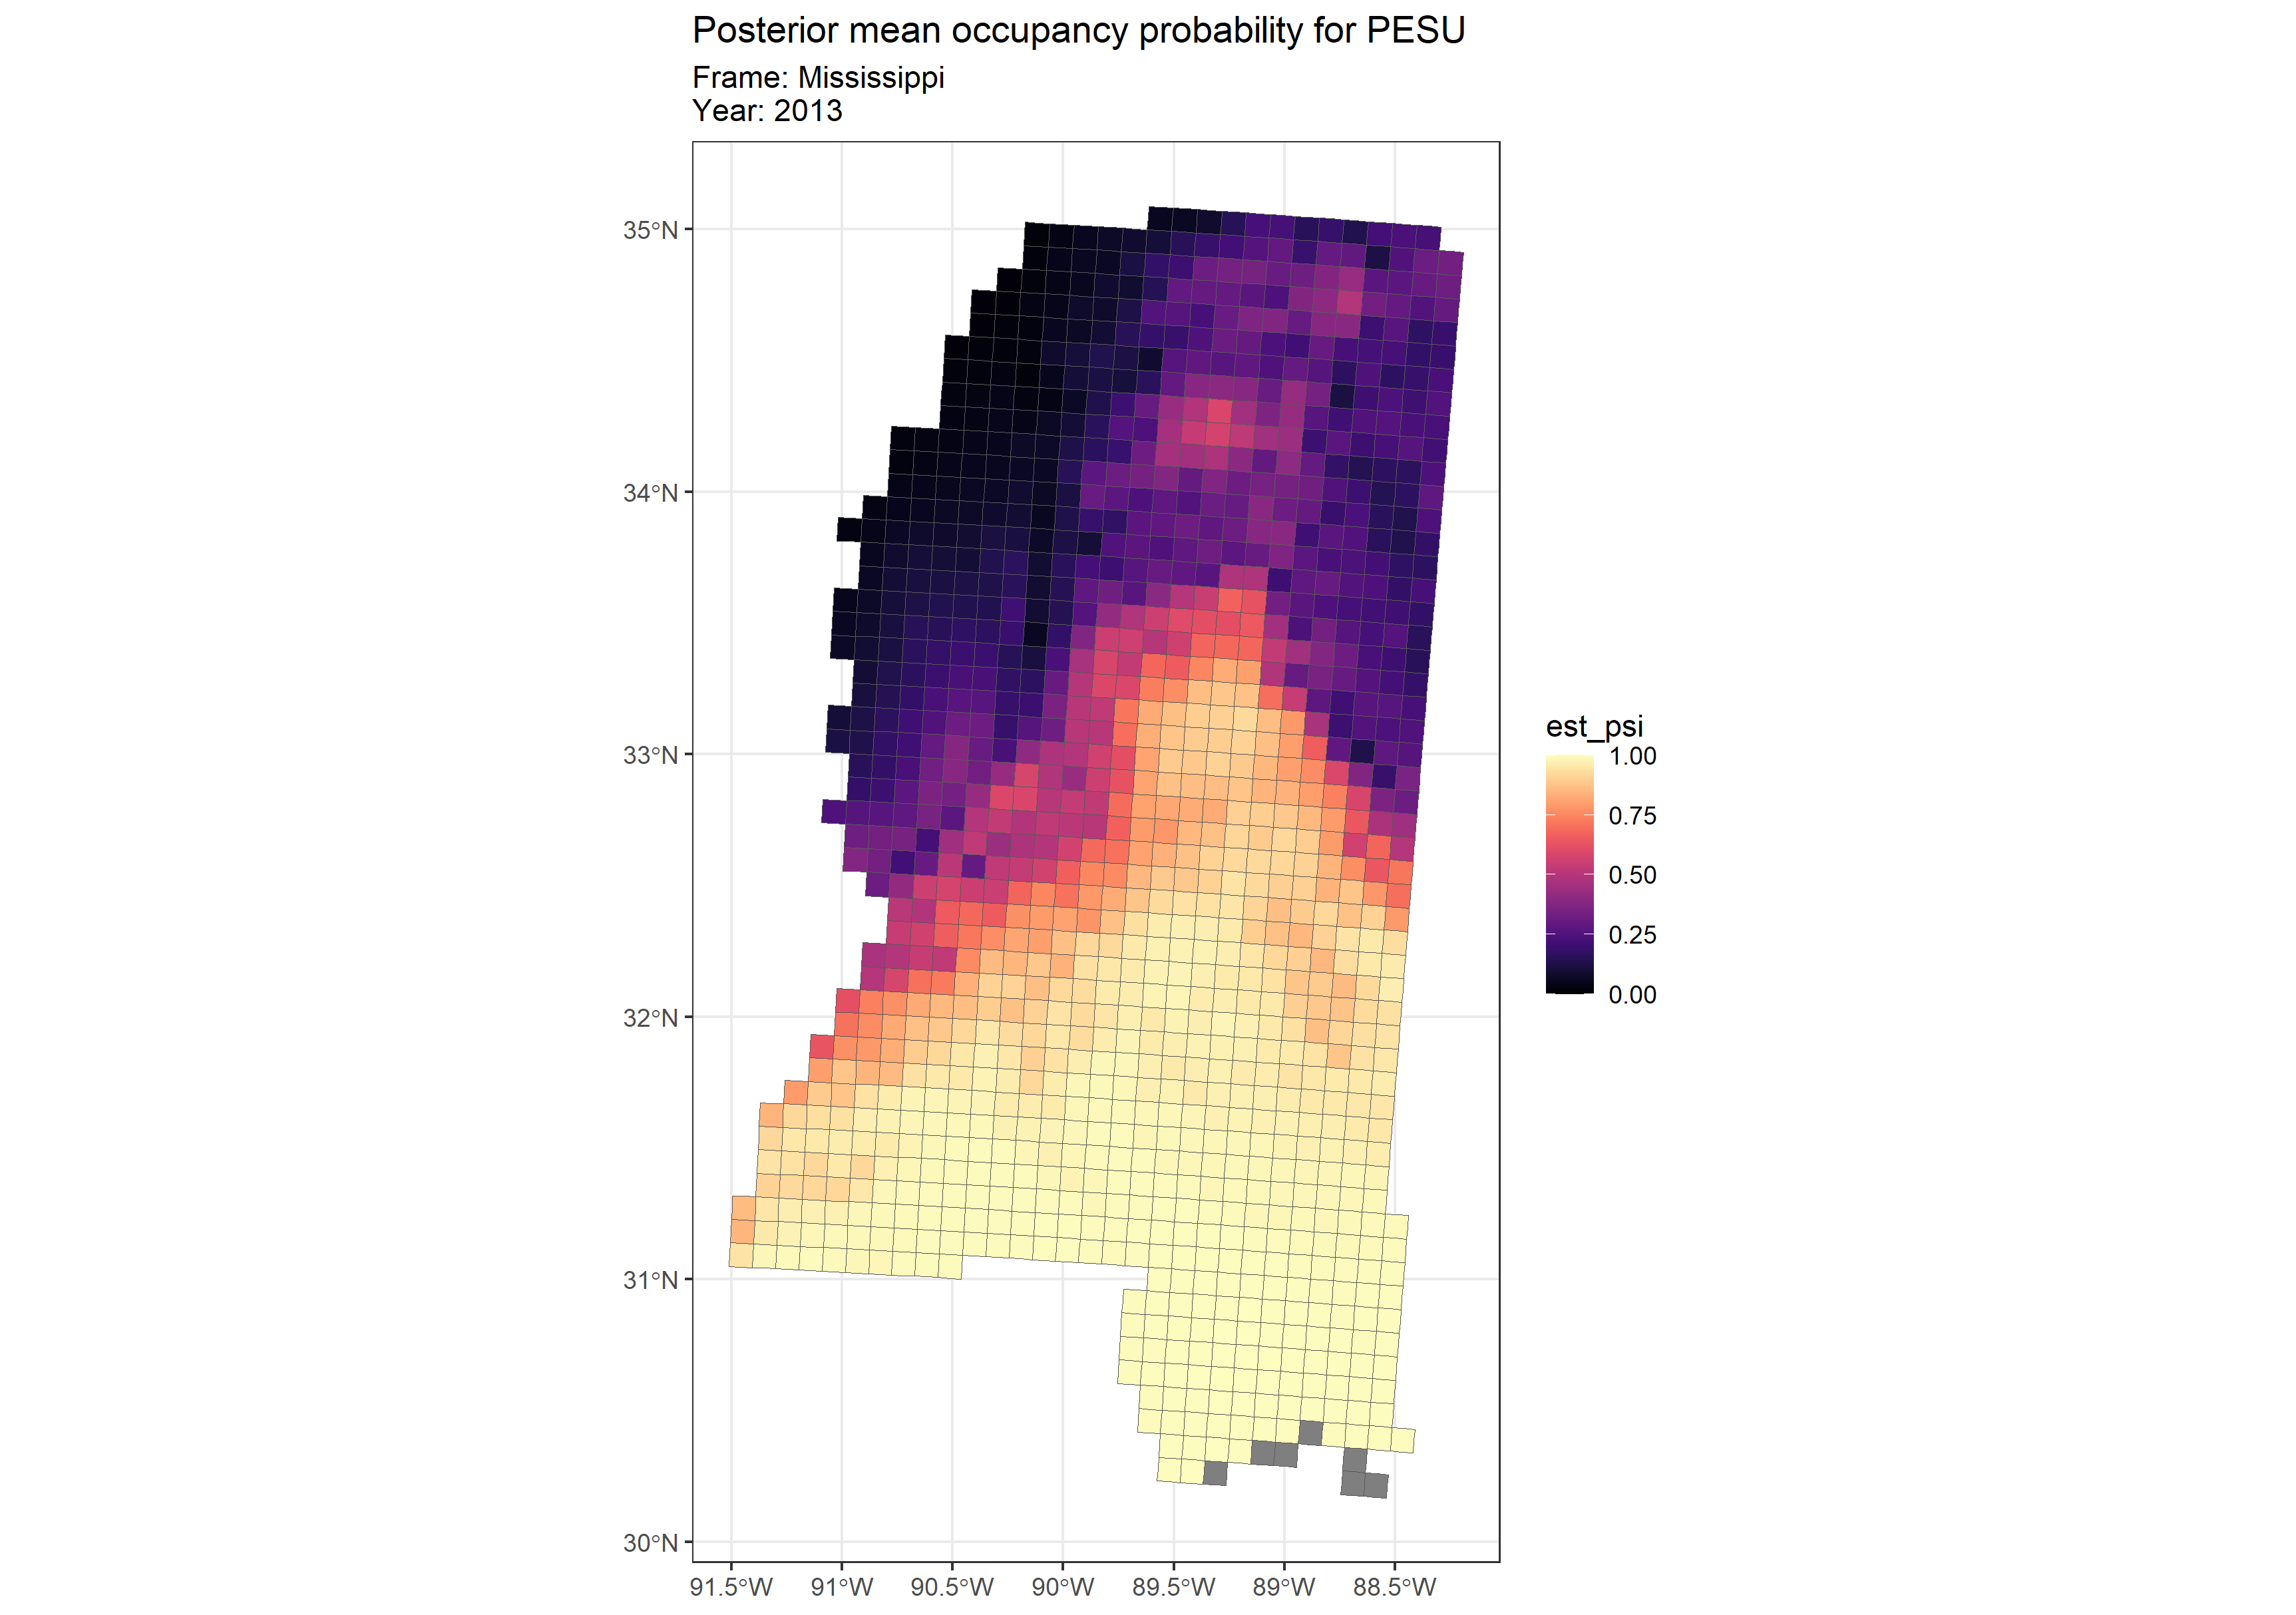 Posterior mean occupancy probability for PESU
Frame: Mississippi
Year: 2013
35°N
34°N
33°N
32°N
31°N
30°N
91.5°W 91°W 90.5°W 90°W 89.5°W 89°W 88.5°W
est_psi
1.00
0.75
0.50
0.25
0.00